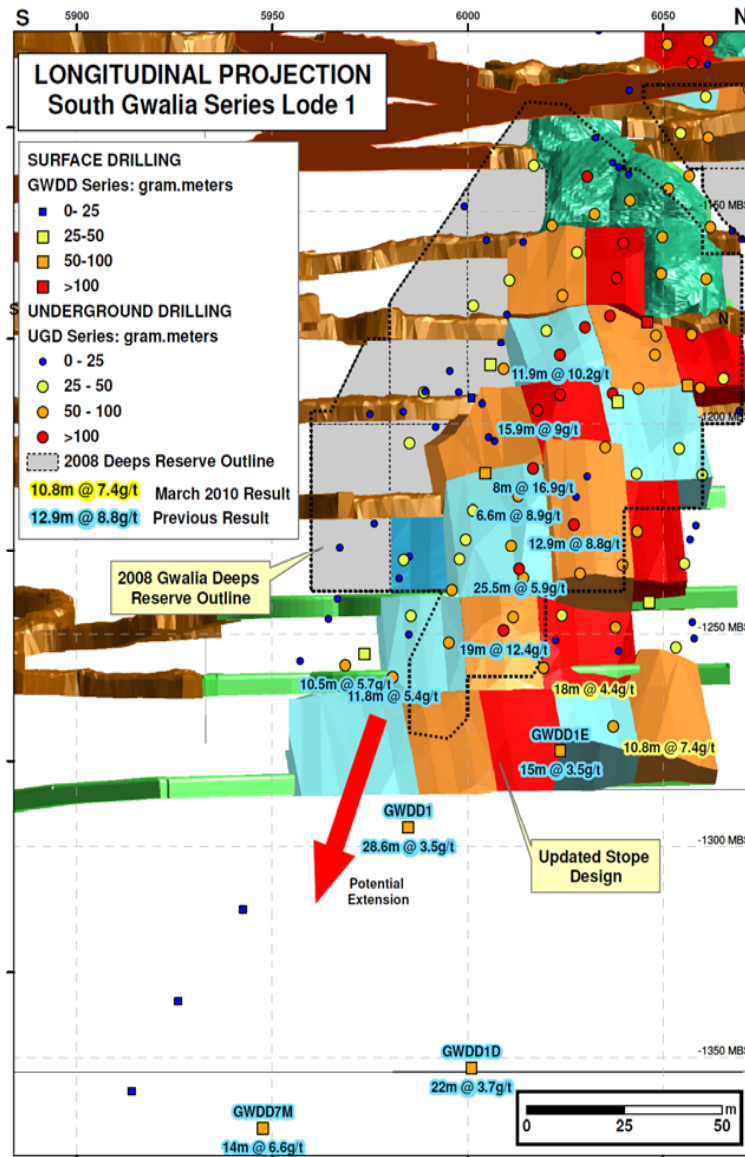 S
5900
5950
6000
6050
N
LONGITUDINAL PROJECTION
South Gwalia Series Lode 1
SURFACE DRILLING
GWDD Series: gram.meters
0- 25
25-50
50-100
>100
UNDERGROUND DRILLING
UGD Series: gram.meters
0 - 25
25 - 50
50 - 100
>100
2008 Deeps Reserve Outline
10.8m @ 7.4g/t March 2010 Result
12.9m @ 8.8g/t Previous Result
-1150 MBS
S
N
11.9m @ 10.2g/t
-1200 MBS
15.9m @ 9g/t
8m @ 16.9g/t
6.6m @ 8.9g/t
12.9m @ 8.8g/t
2008 Gwalia Deeps
Reserve Outline
25.5m @ 5.9g/t
-1250 MBS
19m @ 12.4g/t
10.5m @ 5.7g/t
11.8m @ 5.4g/t
18m @ 4.4g/t
GWDD1E
10.8m @ 7.4g/t
15m @ 3.5g/t
GWDD1
28.6m @ 3.5g/t
-1300 MBS
Updated Stope
Design
Potential
Extension
GWDD1D
-1350 MBS
22m @ 3.7g/t
GWDD7M
14m @ 6.6g/t
m
0
25
50